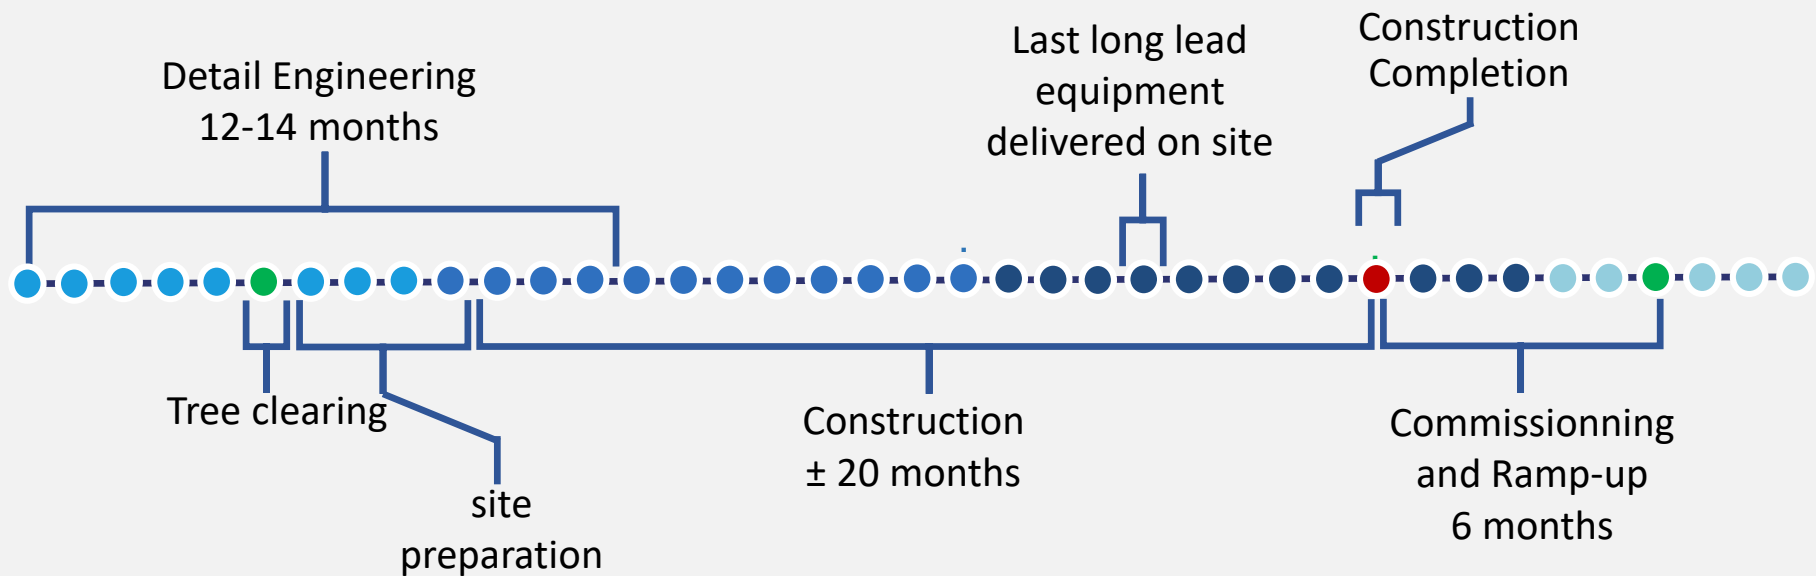 Detail Engineering
12-14 months
Last long lead
equipment
delivered on site
Construction
Completion
Tree clearing
site
preparation
Construction
± 20 months
Commissionning
and Ramp-up
6 months